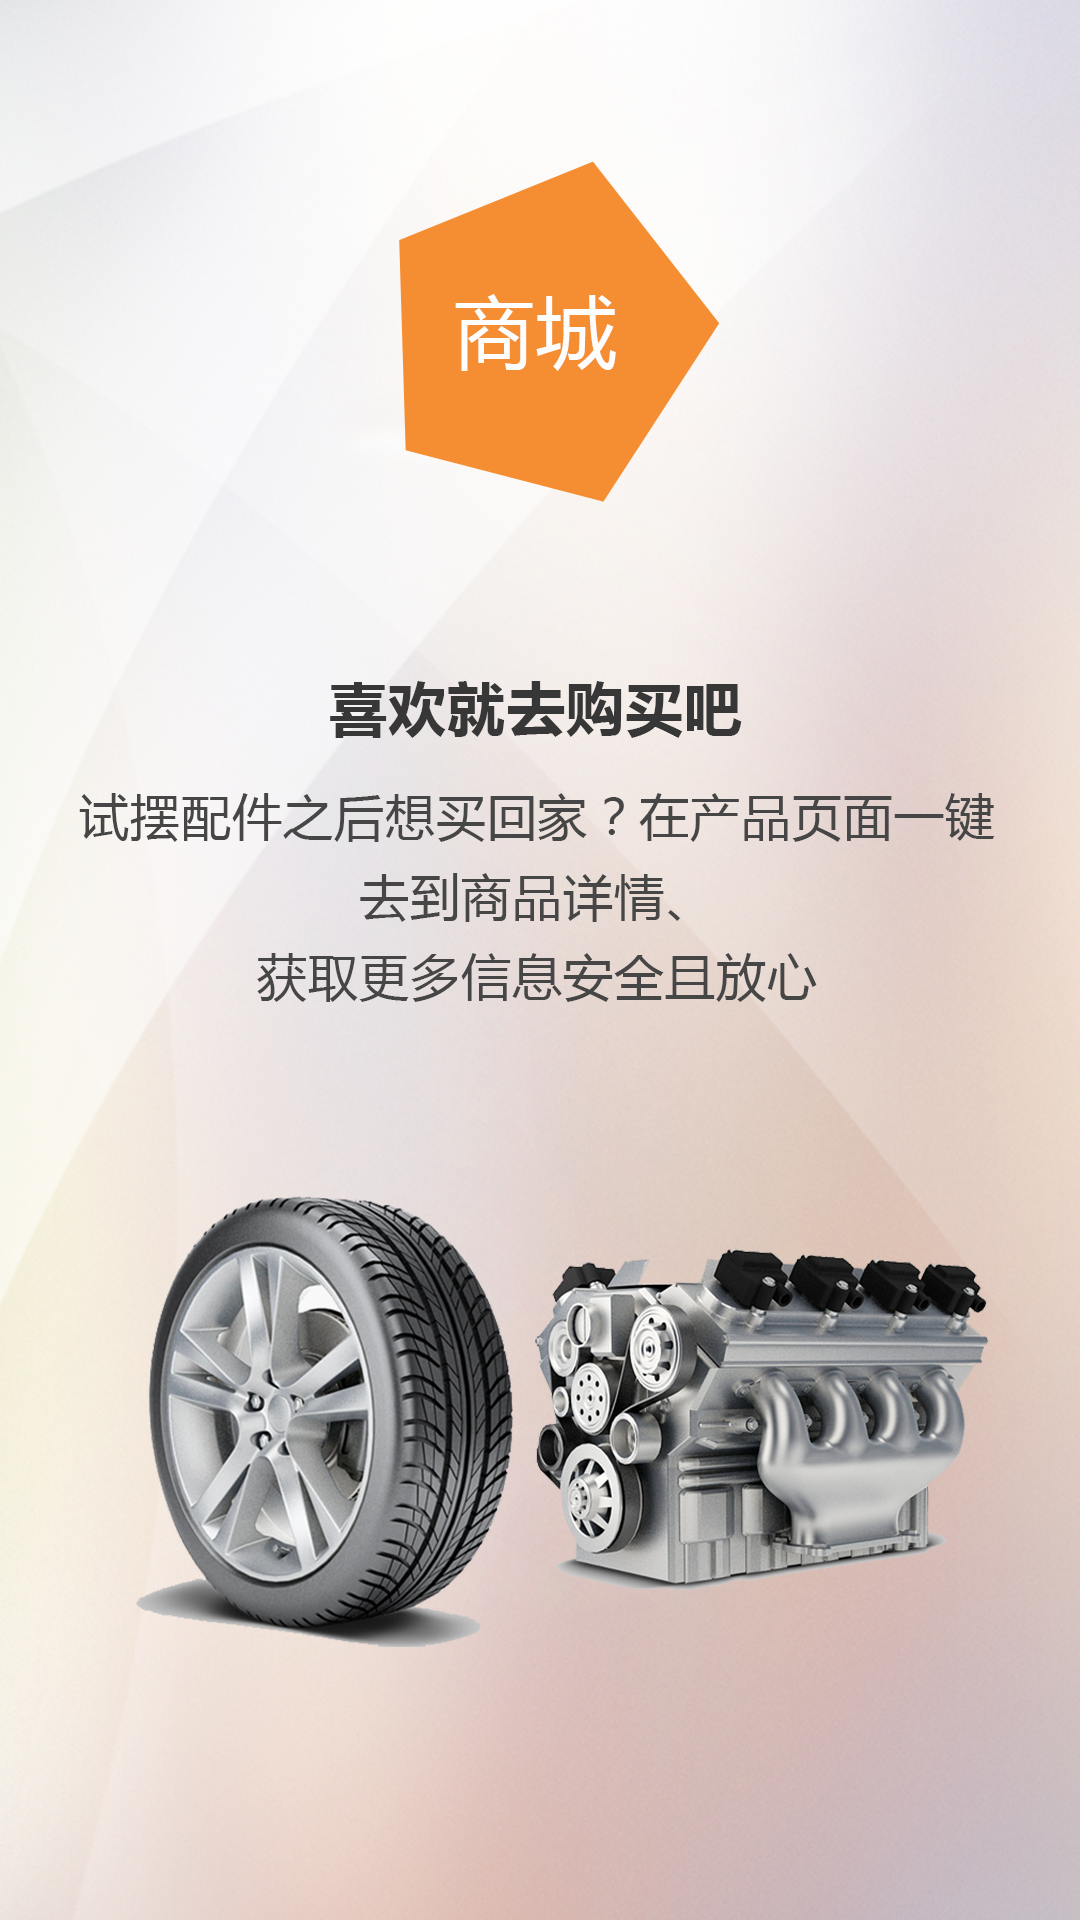 商城
喜欢就去购买吧
试摆配件之后想买回家？在产品页面一键
去到商品详情、
获取更多信息安全且放心